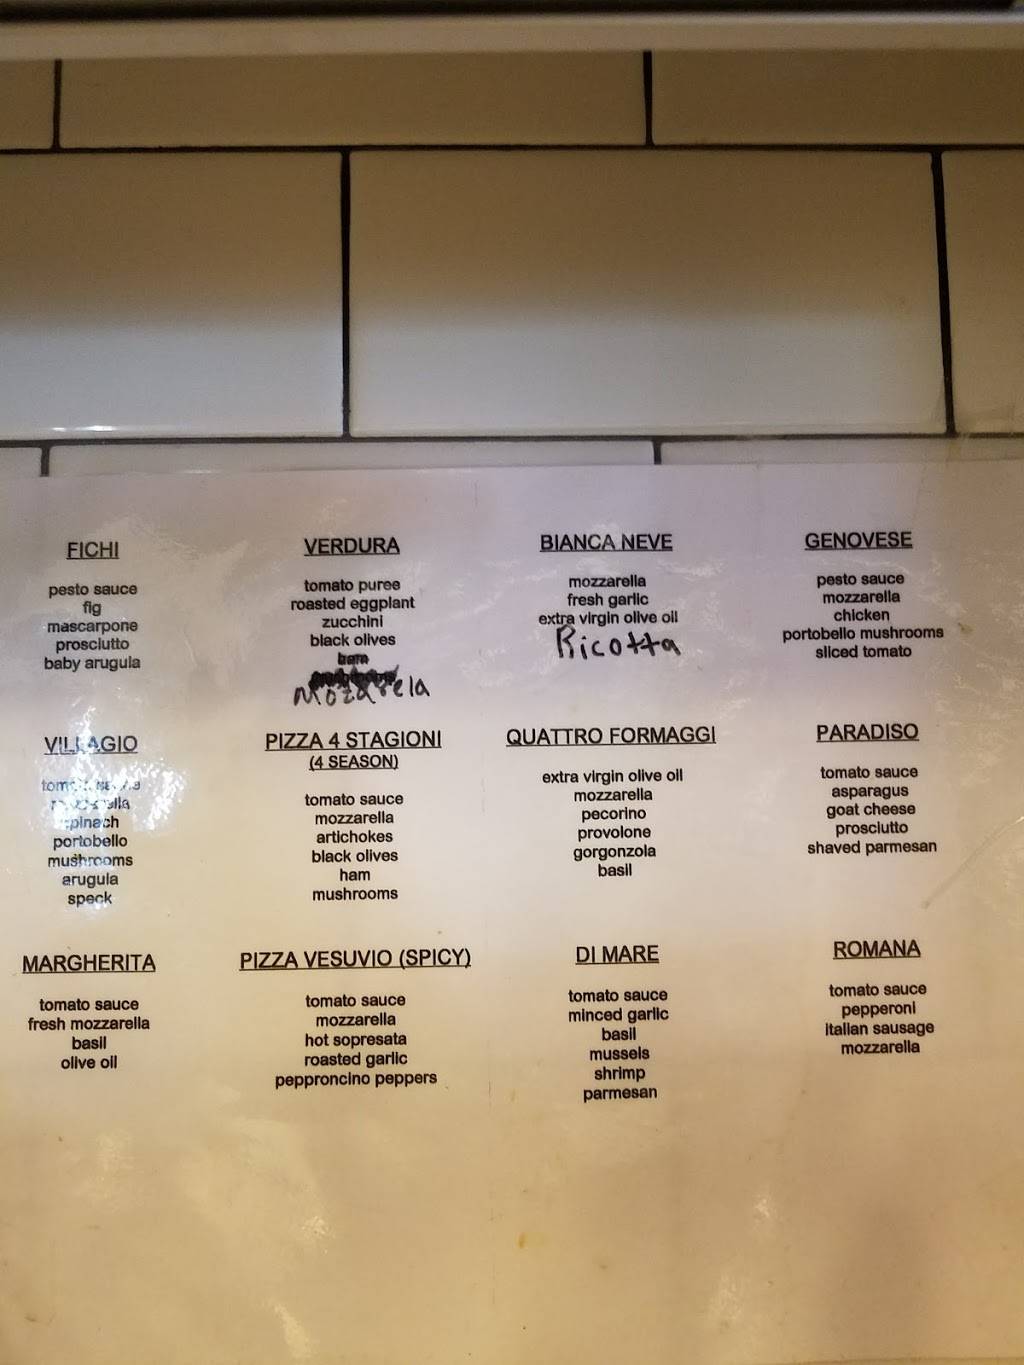 FICHI
pesto sauce
fig
mascarpone
prosciutto
baby arugula
VERDURA
tomato puree
roasted eggplant
zucchini
black olives
ham
Mozarela
BIANCA NEVE
mozzarella
fresh garlic
extra virgin olive oil
Ricotta
GENOVESE
pesto sauce
mozzarella
chicken
portobello mushrooms
sliced tomato
VILLAGIO
spinach
portobello
mushrooms
arugula
speck
PIZZA 4 STAGIONI
(4 SEASON)
tomato sauce
mozzarella
artichokes
black olives
ham
mushrooms
QUATTRO FORMAGGI
extra virgin olive oil
mozzarella
pecorino
provolone
gorgonzola
basil
PARADISO
tomato sauce
asparagus
goat cheese
prosciutto
shaved parmesan
MARGHERITA
tomato sauce
fresh mozzarella
basil
olive oil
PIZZA VESUVIO (SPICY)
tomato sauce
mozzarella
hot sopresata
roasted garlic
pepproncino peppers
DI MARE
tomato sauce
minced garlic
basil
mussels
shrimp
parmesan
ROMANA
tomato sauce
pepperoni
italian sausage
mozzarella